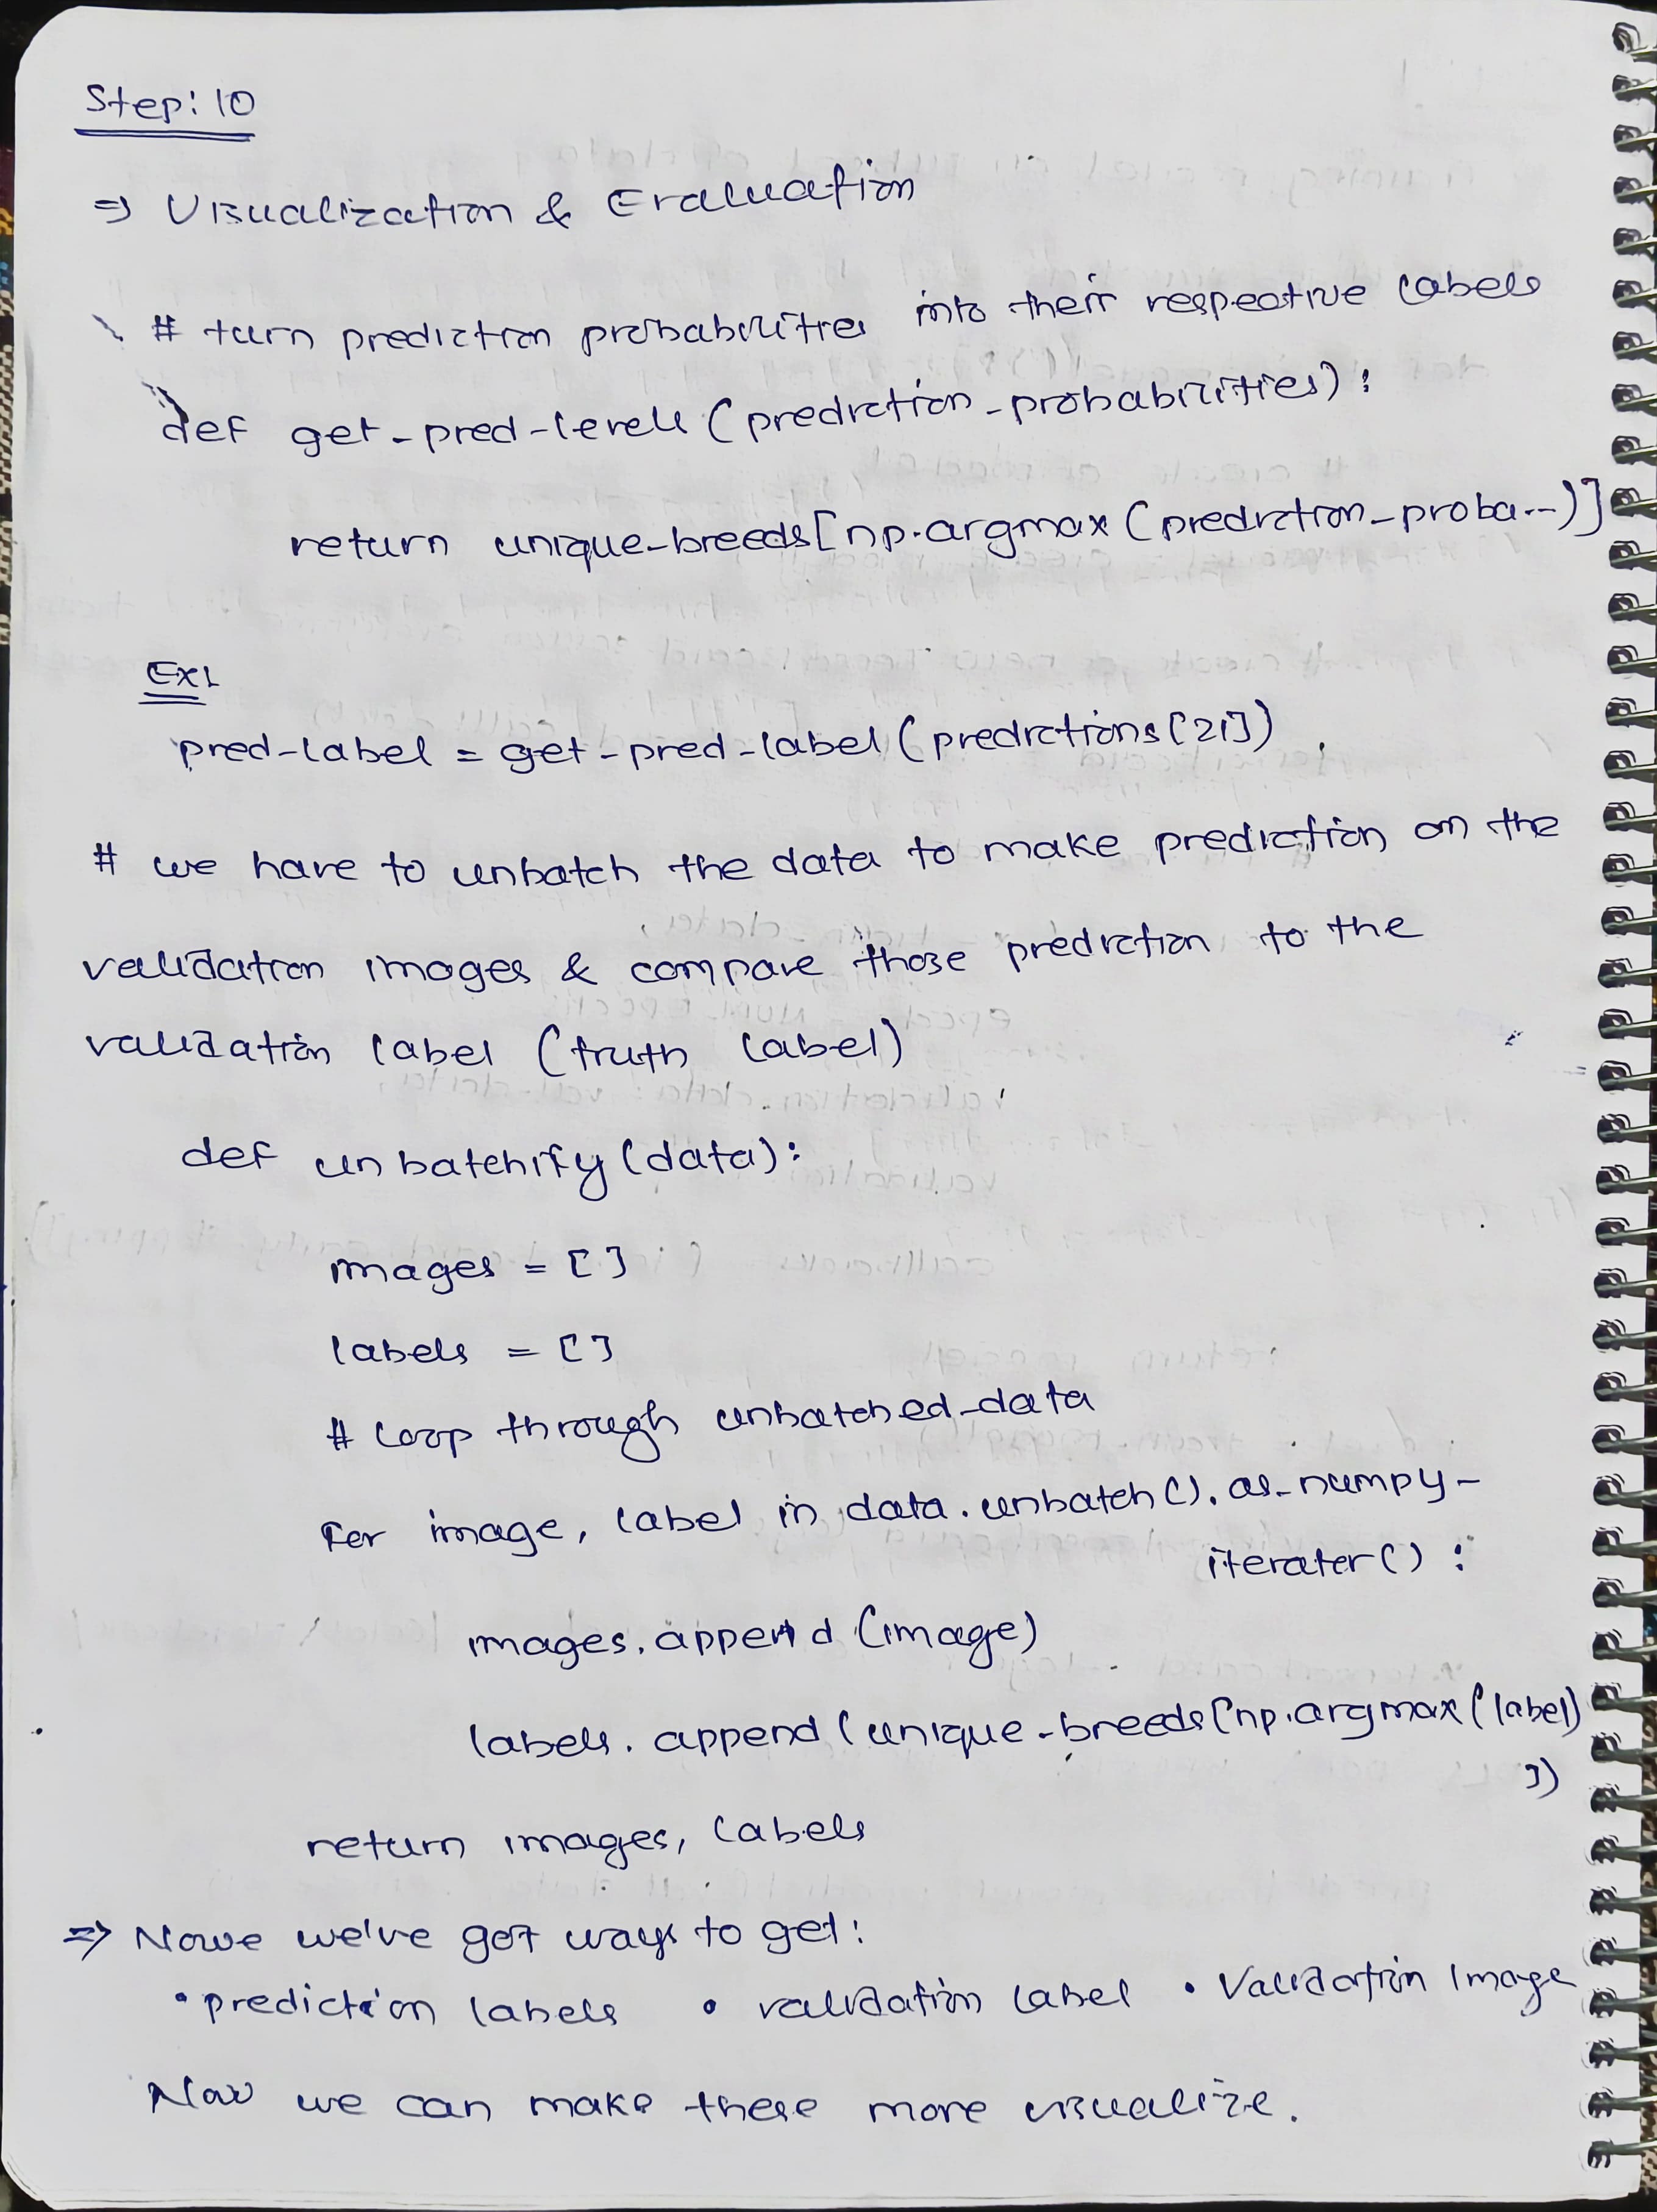 Step: 10
⇒ Visualization & Evaluation
# turn prediction probabilities into their respective labels
def get-pred-levels (prediction-probabilities):
return unique-breeds[np.argmax (prediction-proba..)]
Ex:
pred-label = get-pred-label (predictions[21])
# we have to unbatch the data to make prediction on the
validation images & compare those prediction to the
validation label (truth label)
def unbatchify (data):
images = []
labels = []
# loop through unbatched-data
for image, label in data.unbatch().as-numpy-
iterater():
images.append (image)
labels.append (unique-breeds[np.argmax (label)
])
return images, labels
⇒ Nowe we've got ways to get:
• prediction labels • validation label • Validation Image
Now we can make these more visualize.